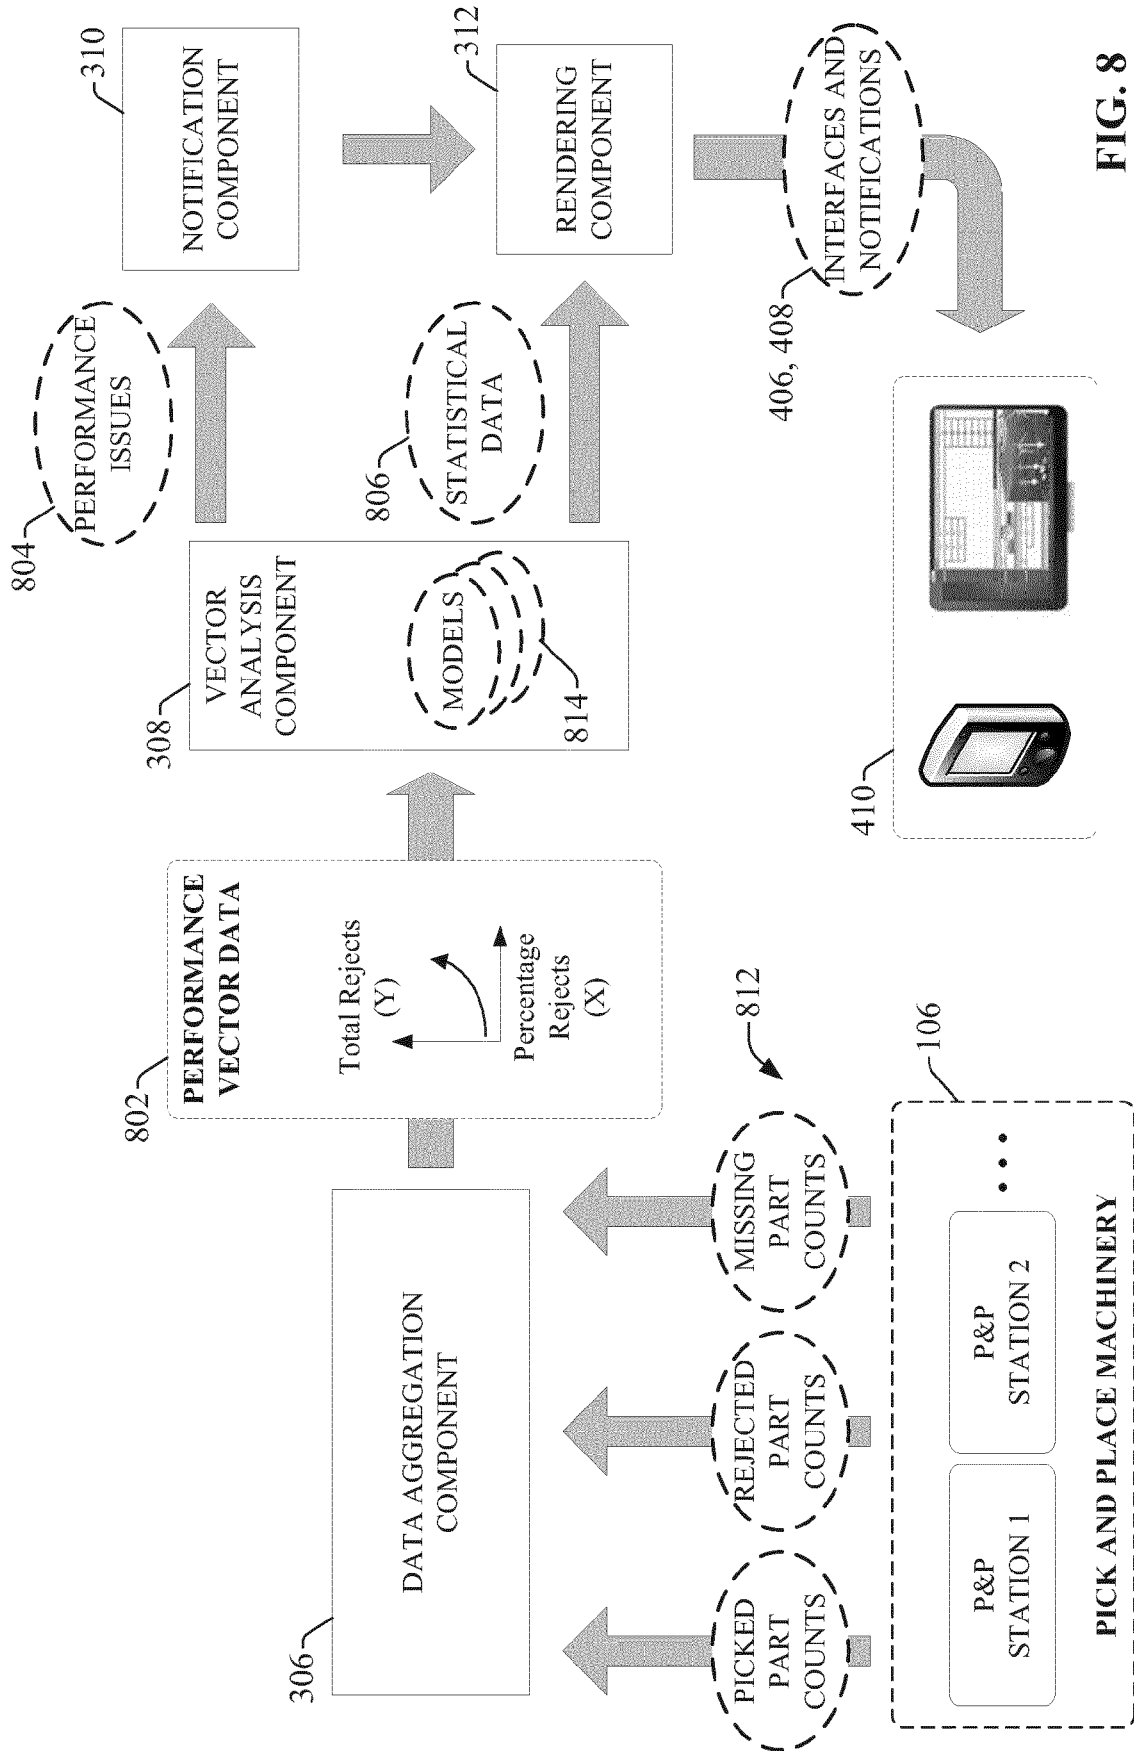 306
DATA AGGREGATION
COMPONENT
802
PERFORMANCE
VECTOR DATA
Total Rejects
(Y)
Percentage
Rejects
(X)
308
VECTOR
ANALYSIS
COMPONENT
MODELS
814
804
PERFORMANCE
ISSUES
806
STATISTICAL
DATA
310
NOTIFICATION
COMPONENT
312
RENDERING
COMPONENT
PICKED
PART
COUNTS
REJECTED
PART
COUNTS
MISSING
PART
COUNTS
812
106
P&P
STATION 1
P&P
STATION 2
• • •
PICK AND PLACE MACHINERY
406, 408
INTERFACES AND
NOTIFICATIONS
410
FIG. 8